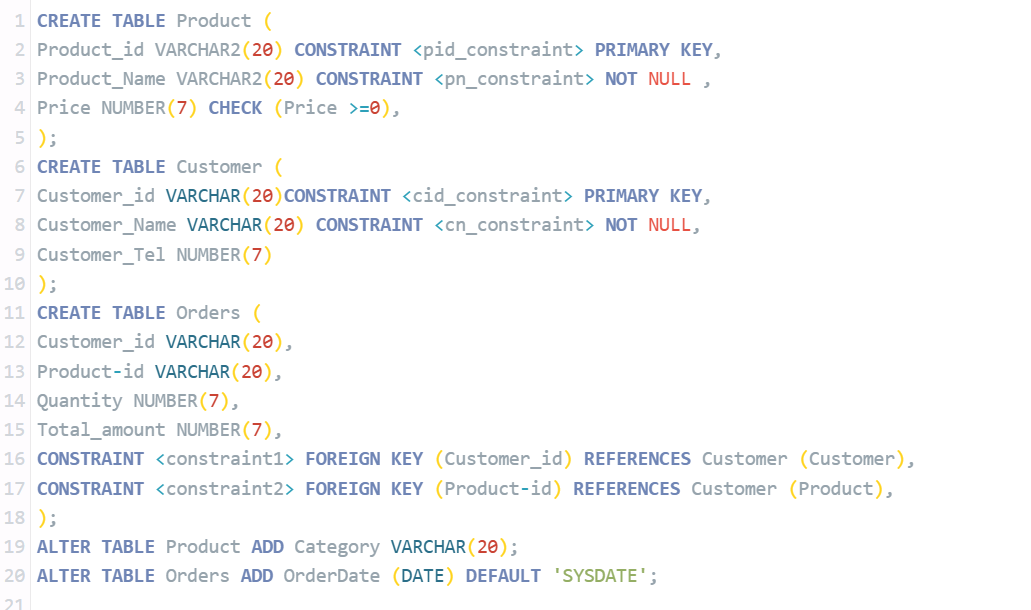 1 CREATE TABLE Product (
2 Product_id VARCHAR2(20) CONSTRAINT <pid_constraint> PRIMARY KEY,
3 Product_Name VARCHAR2(20) CONSTRAINT <pn_constraint> NOT NULL ,
4 Price NUMBER(7) CHECK (Price >=0),
5 );
6 CREATE TABLE Customer (
7 Customer_id VARCHAR(20)CONSTRAINT <cid_constraint> PRIMARY KEY,
8 Customer_Name VARCHAR(20) CONSTRAINT <cn_constraint> NOT NULL,
9 Customer_Tel NUMBER(7)
10 );
11 CREATE TABLE Orders (
12 Customer_id VARCHAR(20),
13 Product-id VARCHAR(20),
14 Quantity NUMBER(7),
15 Total_amount NUMBER(7),
16 CONSTRAINT <constraint1> FOREIGN KEY (Customer_id) REFERENCES Customer (Customer),
17 CONSTRAINT <constraint2> FOREIGN KEY (Product-id) REFERENCES Customer (Product),
18 );
19 ALTER TABLE Product ADD Category VARCHAR(20);
20 ALTER TABLE Orders ADD OrderDate (DATE) DEFAULT 'SYSDATE';
21